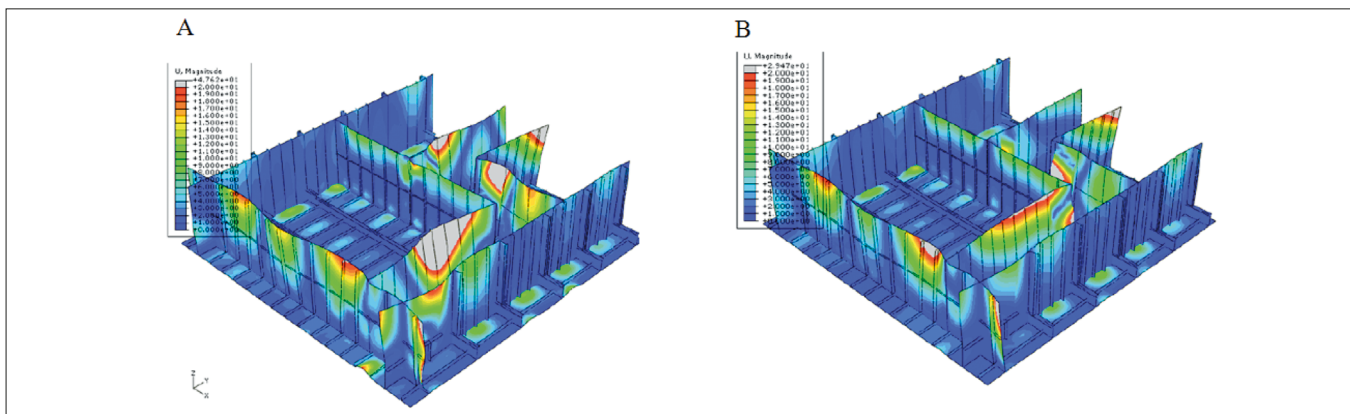 A
U, Magnitude
+4.762e+01
+2.000e+01
+1.900e+01
+1.800e+01
+1.700e+01
+1.600e+01
+1.500e+01
+1.400e+01
+1.300e+01
+1.200e+01
+1.100e+01
+1.000e+01
+9.000e+00
+2.000e+00
+1.000e+00
+0.000e+00
Z
Y
X
B
U, Magnitude
+2.947e+01
+2.000e+01
+1.900e+01
+1.800e+01
+1.700e+01
+1.600e+01
+1.500e+01
+1.400e+01
+1.300e+01
+1.200e+01
+1.100e+01
+1.000e+01
+2.000e+00
+1.000e+00